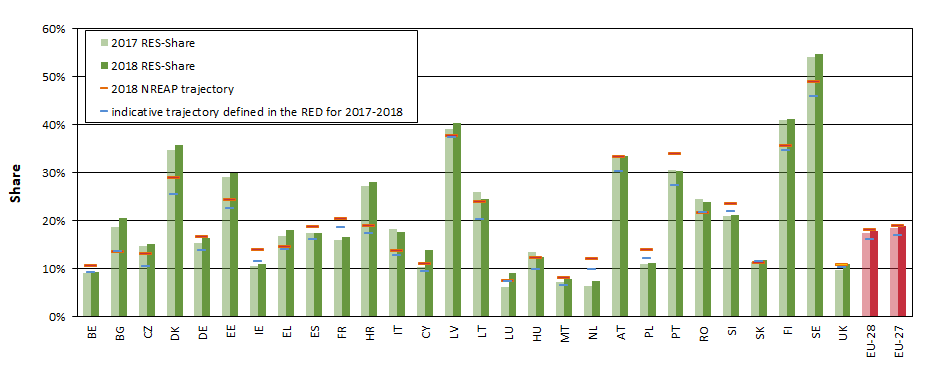 60%
50%
40%
30%
20%
10%
0%
Share
2017 RES-Share
2018 RES-Share
2018 NREAP trajectory
indicative trajectory defined in the RED for 2017-2018
BE BG CZ DK DE EE IE EL ES FR HR IT CY LV LT LU HU MT NL AT PL PT RO SI SK FI SE UK EU-28 EU-27